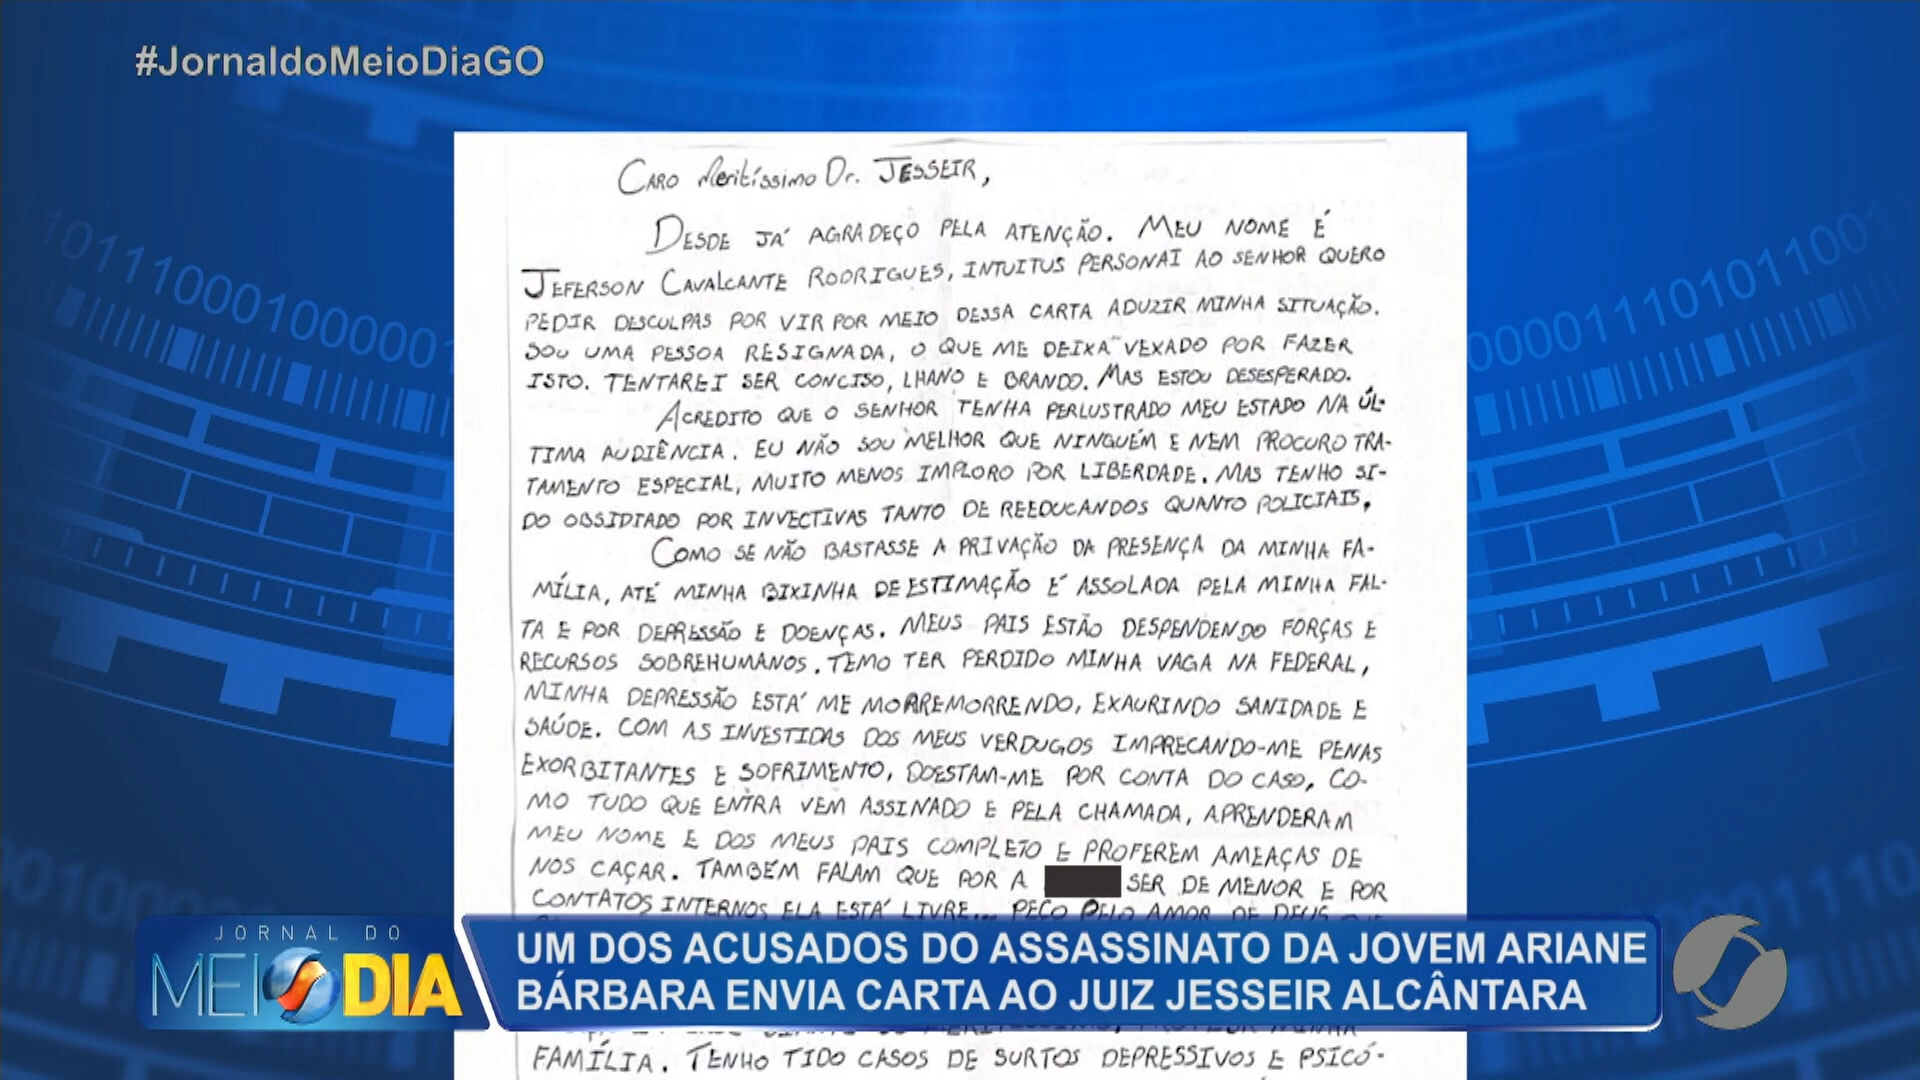 #JornaldoMeioDiaGO
CARO Meritíssimo Dr. JESSEIR,
DESDE JÁ AGRADEÇO PELA ATENÇÃO. MEU NOME É
JEFERSON CAVALCANTE RODRIGUES, INTUITUS PERSONAI AO SENHOR QUERO
PEDIR DESCULPAS POR VIR POR MEIO DESSA CARTA ADUZIR MINHA SITUAÇÃO.
SOU UMA PESSOA RESIGNADA, O QUE ME DEIXA VEXADO POR FAZER
ISTO. TENTAREI SER CONCISO, LHANO E BRANDO. MAS ESTOU DESESPERADO.
ACREDITO QUE O SENHOR TENHA PERLUSTRADO MEU ESTADO NA ÚL-
TIMA AUDIÊNCIA. EU NÃO SOU MELHOR QUE NINGUÉM E NEM PROCURO TRA-
TAMENTO ESPECIAL, MUITO MENOS IMPLORO POR LIBERDADE. MAS TENHO SI-
DO OBSIDIADO POR INVECTIVAS TANTO DE REEDUCANDOS QUANTO POLICIAIS.
COMO SE NÃO BASTASSE A PRIVAÇÃO DA PRESENÇA DA MINHA FA-
MÍLIA, ATÉ MINHA BIXINHA DE ESTIMAÇÃO É ASSOLADA PELA MINHA FAL-
TA E POR DEPRESSÃO E DOENÇAS. MEUS PAIS ESTÃO DESPENDENDO FORÇAS E
RECURSOS SOBREHUMANOS. TEMO TER PERDIDO MINHA VAGA NA FEDERAL,
MINHA DEPRESSÃO ESTÁ ME MORREMORRENDO, EXAURINDO SANIDADE E
SAÚDE. COM AS INVESTIDAS DOS MEUS VERDUGOS IMPRECANDO-ME PENAS
EXORBITANTES E SOFRIMENTO, DOESTAM-ME POR CONTA DO CASO, CO-
MO TUDO QUE ENTRA VEM ASSINADO E PELA CHAMADA, APRENDERAM
MEU NOME E DOS MEUS PAIS COMPLETO E PROFEREM AMEAÇAS DE
NOS CAÇAR. TAMBÉM FALAM QUE POR A SER DE MENOR E POR
CONTATOS INTERNOS ELA ESTÁ LIVRE... PEÇO PELO AMOR DE DEUS
JORNAL DO
MEIO DIA
UM DOS ACUSADOS DO ASSASSINATO DA JOVEM ARIANE
BÁRBARA ENVIA CARTA AO JUIZ JESSEIR ALCÂNTARA
FAMÍLIA. TENHO TIDO CASOS DE SURTOS DEPRESSIVOS E PSICÓ-